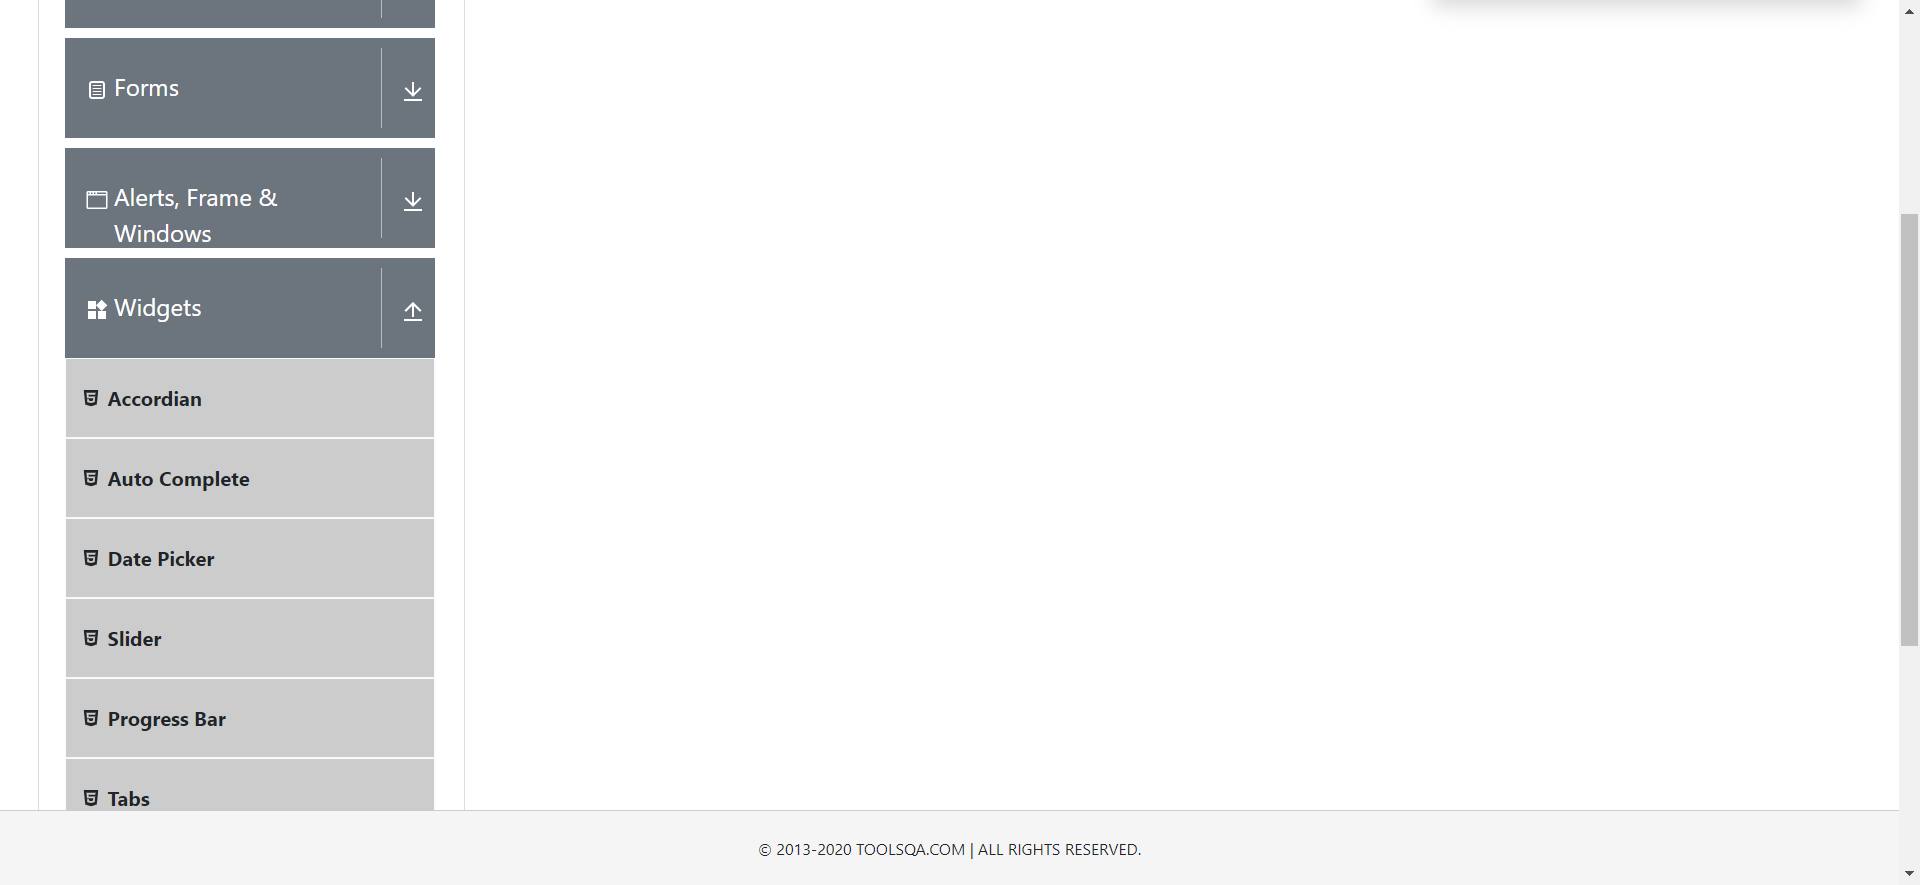 Forms
Alerts, Frame &
Windows
Widgets
Accordian
Auto Complete
Date Picker
Slider
Progress Bar
Tabs
© 2013-2020 TOOLSQA.COM | ALL RIGHTS RESERVED.